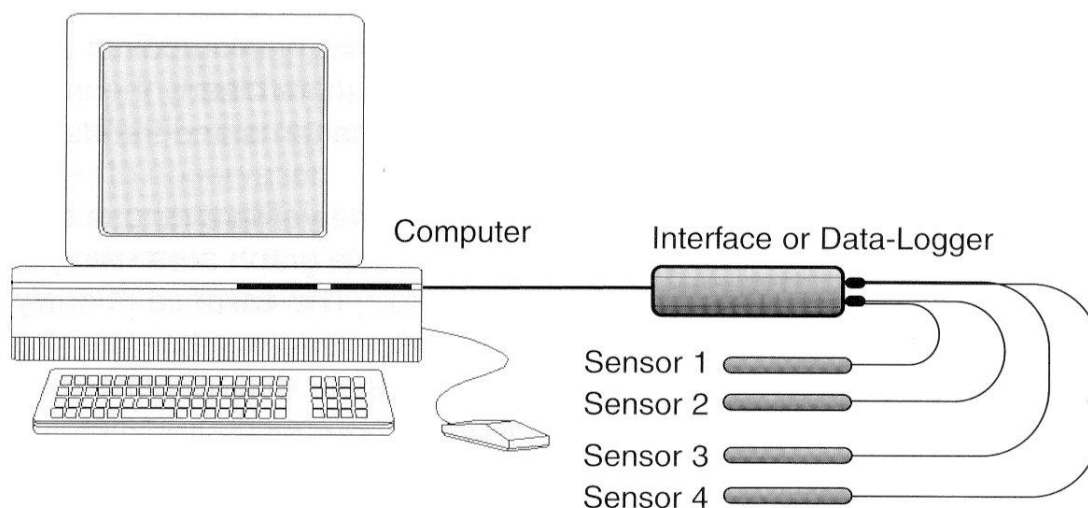 Computer
Interface or Data-Logger
Sensor 1
Sensor 2
Sensor 3
Sensor 4